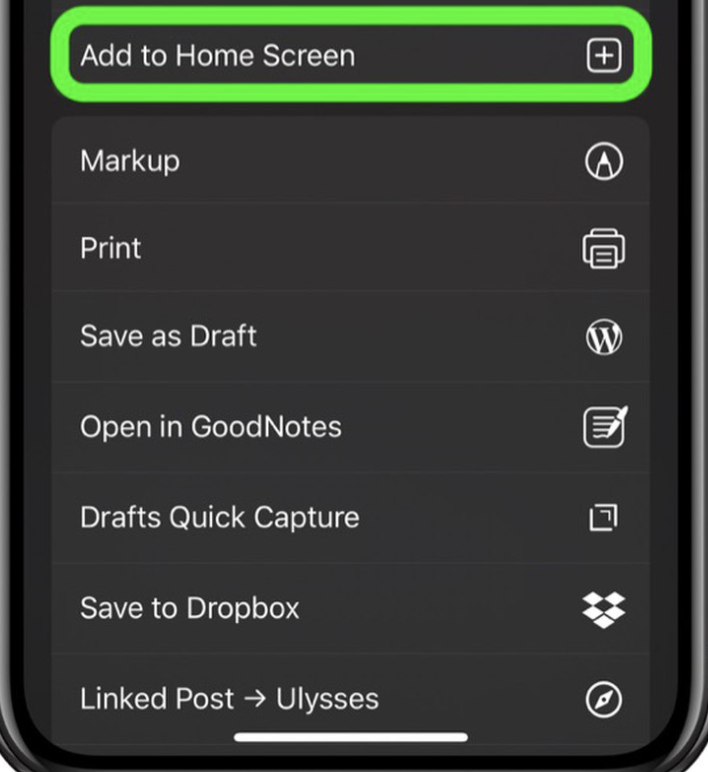 Add to Home Screen
Markup
Print
Save as Draft
Open in GoodNotes
Drafts Quick Capture
Save to Dropbox
Linked Post → Ulysses